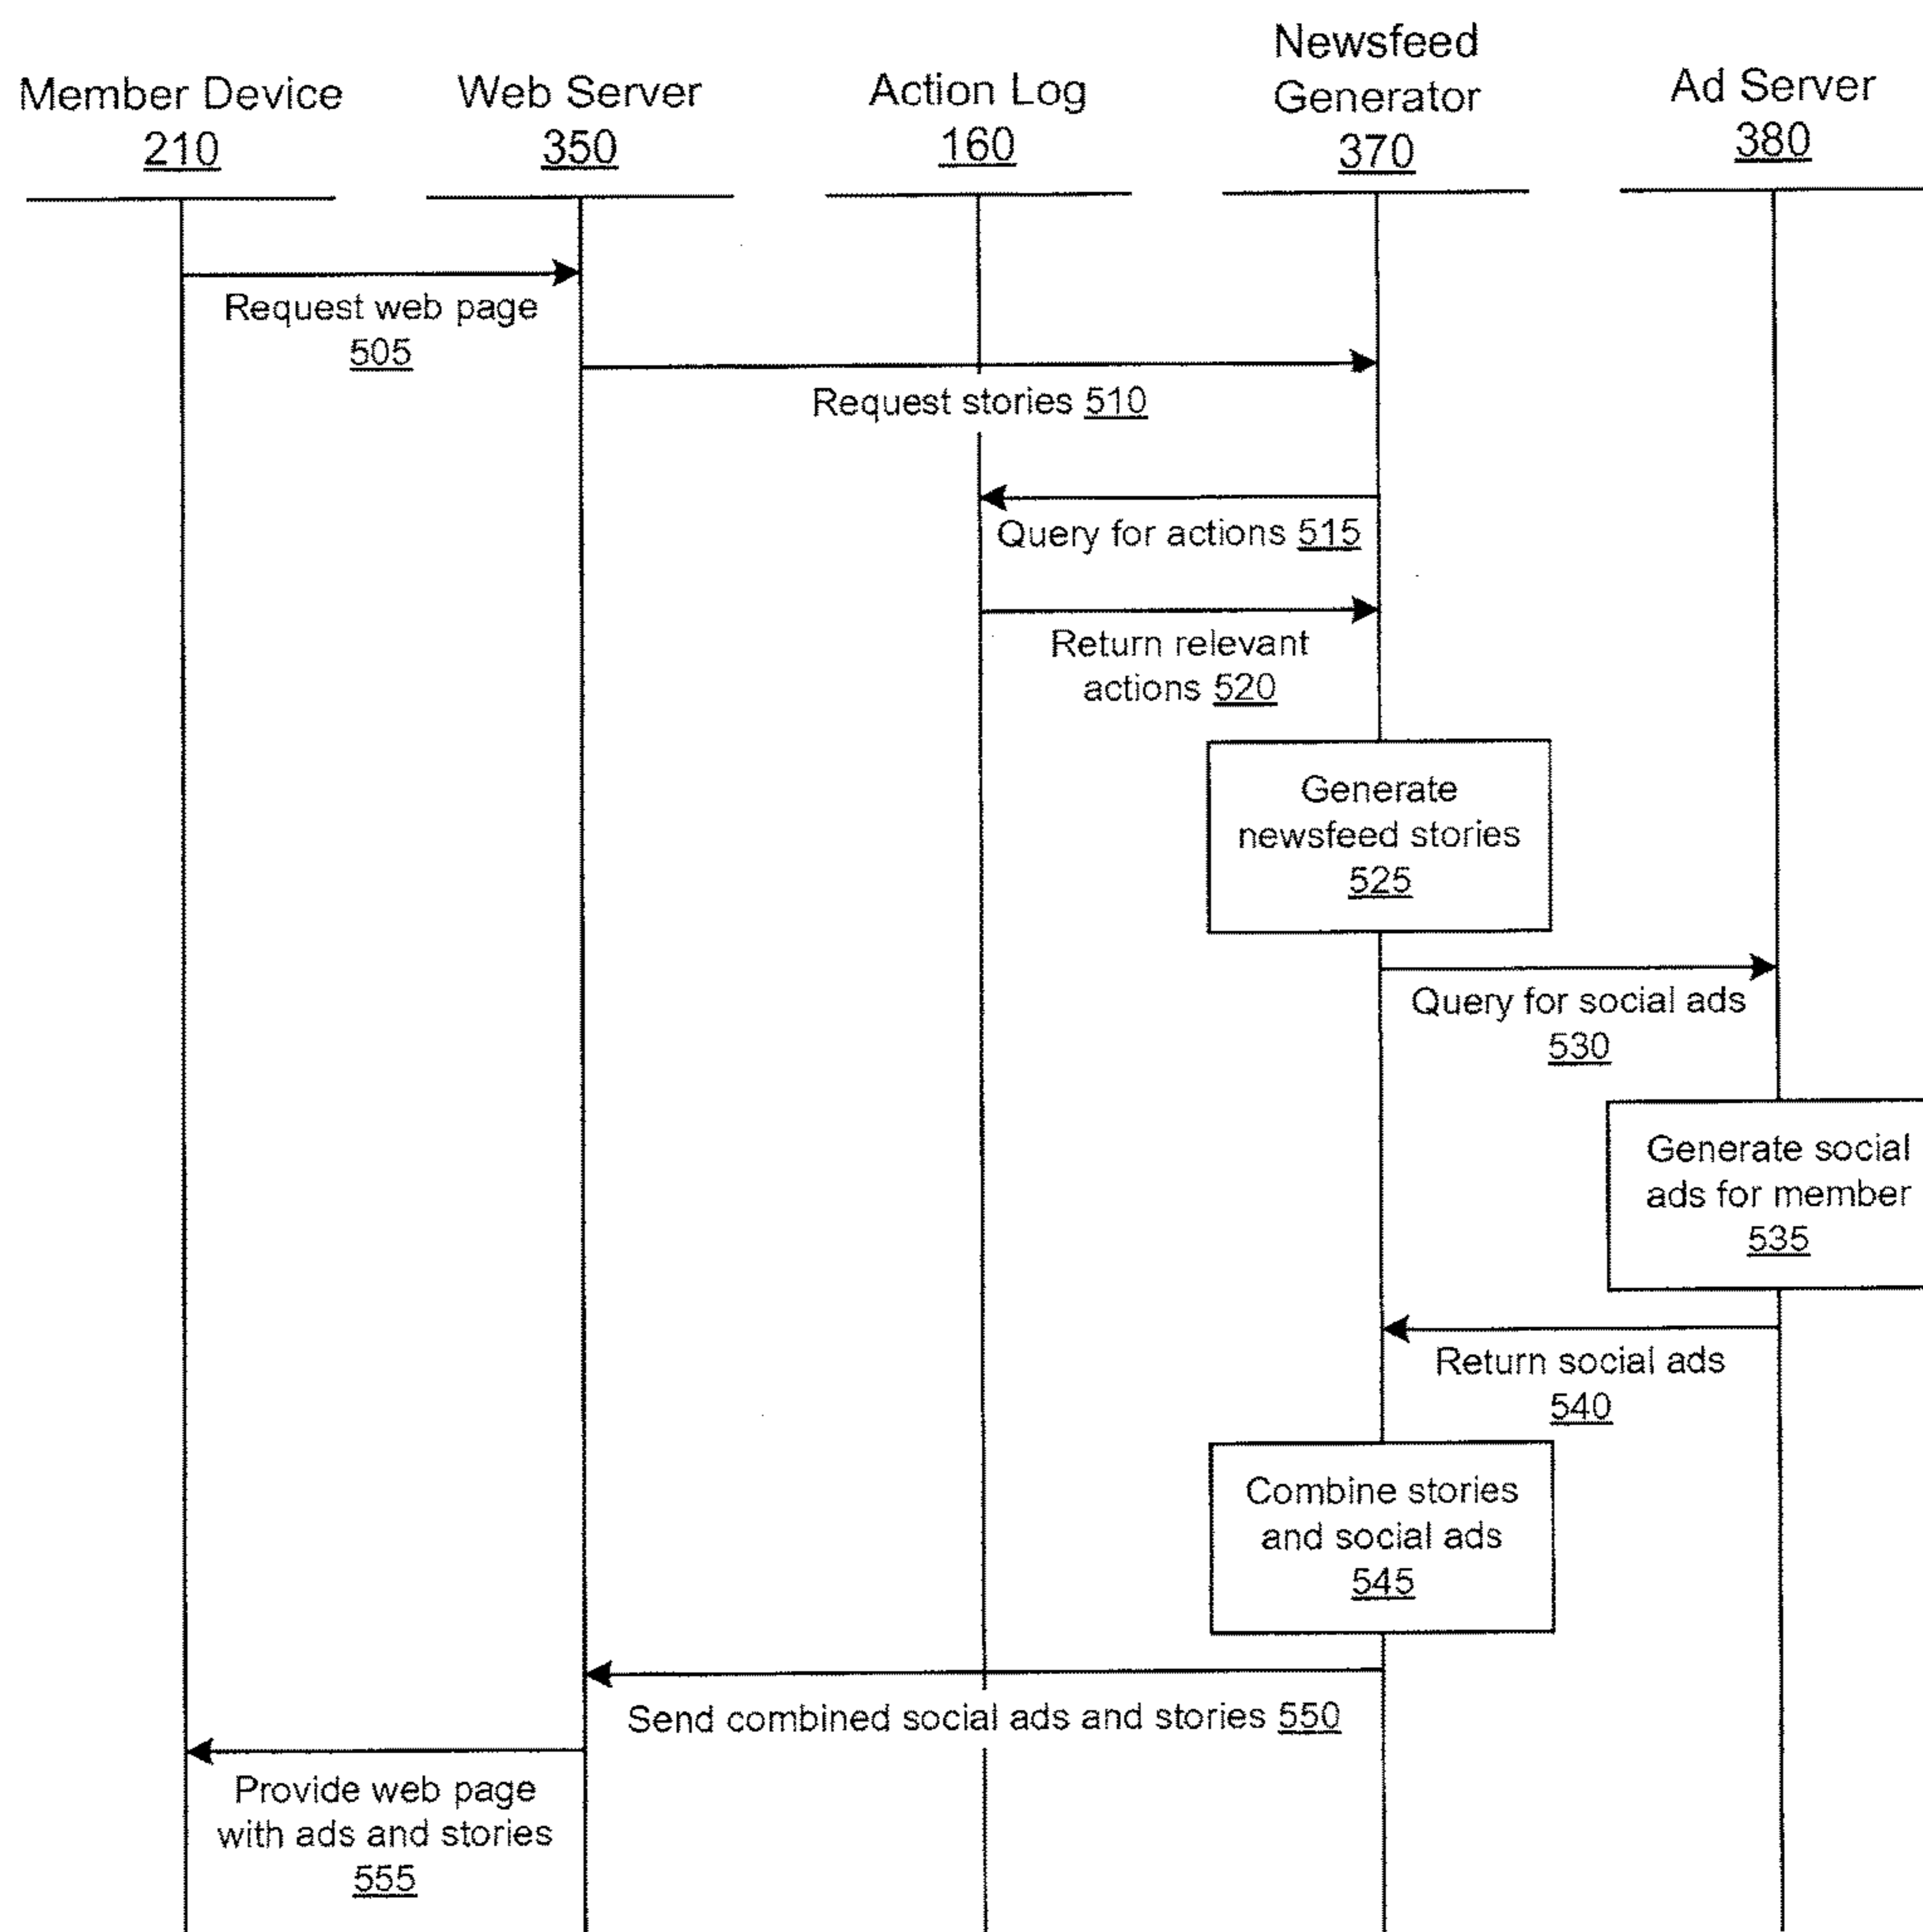 Member Device
210
Web Server
350
Action Log
160
Newsfeed
Generator
370
Ad Server
380
Request web page
505
Request stories 510
Query for actions 515
Return relevant
actions 520
Generate
newsfeed stories
525
Query for social ads
530
Generate social
ads for member
535
Return social ads
540
Combine stories
and social ads
545
Send combined social ads and stories 550
Provide web page
with ads and stories
555